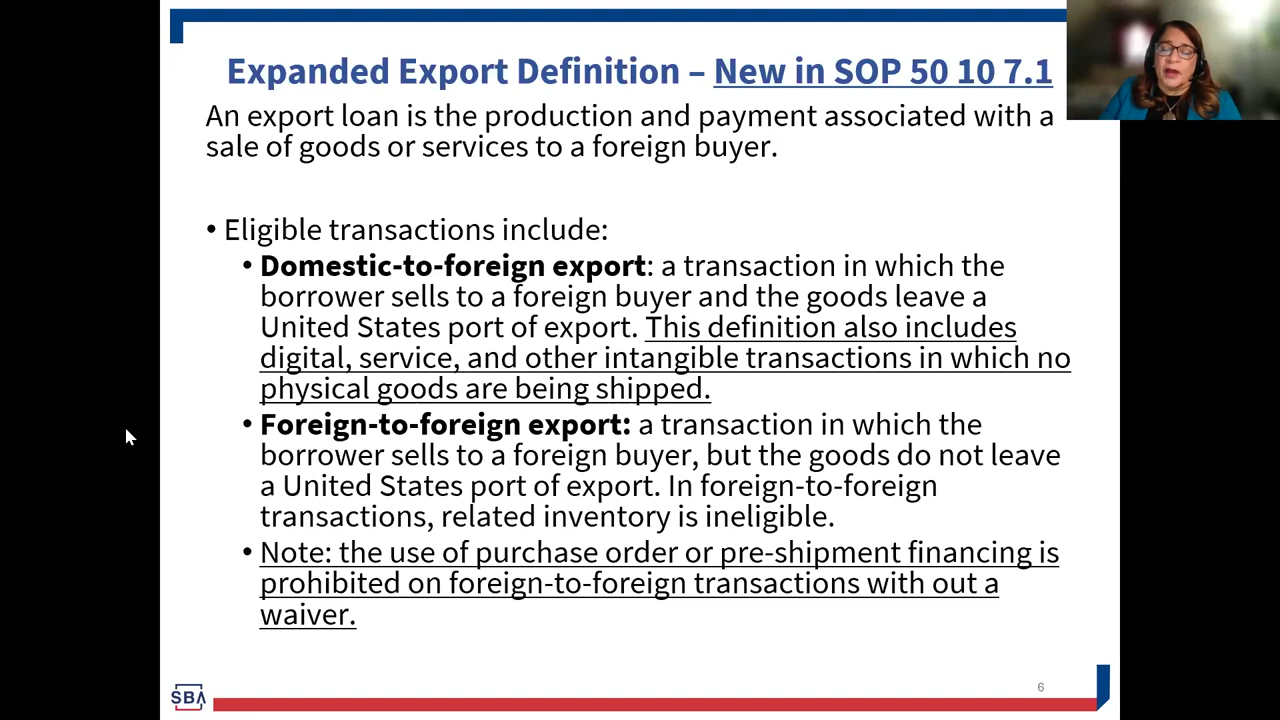 Expanded Export Definition – New in SOP 50 10 7.1
An export loan is the production and payment associated with a
sale of goods or services to a foreign buyer.
• Eligible transactions include:
• Domestic-to-foreign export: a transaction in which the
borrower sells to a foreign buyer and the goods leave a
United States port of export. This definition also includes
digital, service, and other intangible transactions in which no
physical goods are being shipped.
• Foreign-to-foreign export: a transaction in which the
borrower sells to a foreign buyer, but the goods do not leave
a United States port of export. In foreign-to-foreign
transactions, related inventory is ineligible.
• Note: the use of purchase order or pre-shipment financing is
prohibited on foreign-to-foreign transactions with out a
waiver.
SBA
6